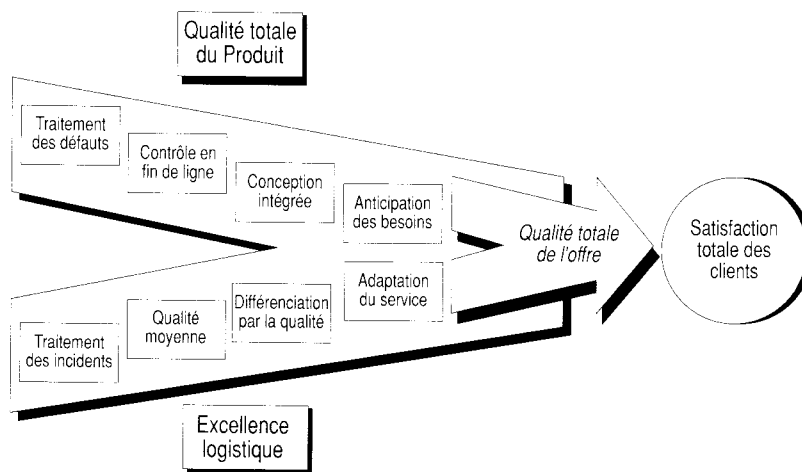 Qualité totale
du Produit
Traitement
des défauts
Contrôle en
fin de ligne
Conception
intégrée
Anticipation
des besoins
Qualité totale
de l'offre
Satisfaction
totale des
clients
Adaptation
du service
Différenciation
par la qualité
Qualité
moyenne
Traitement
des incidents
Excellence
logistique